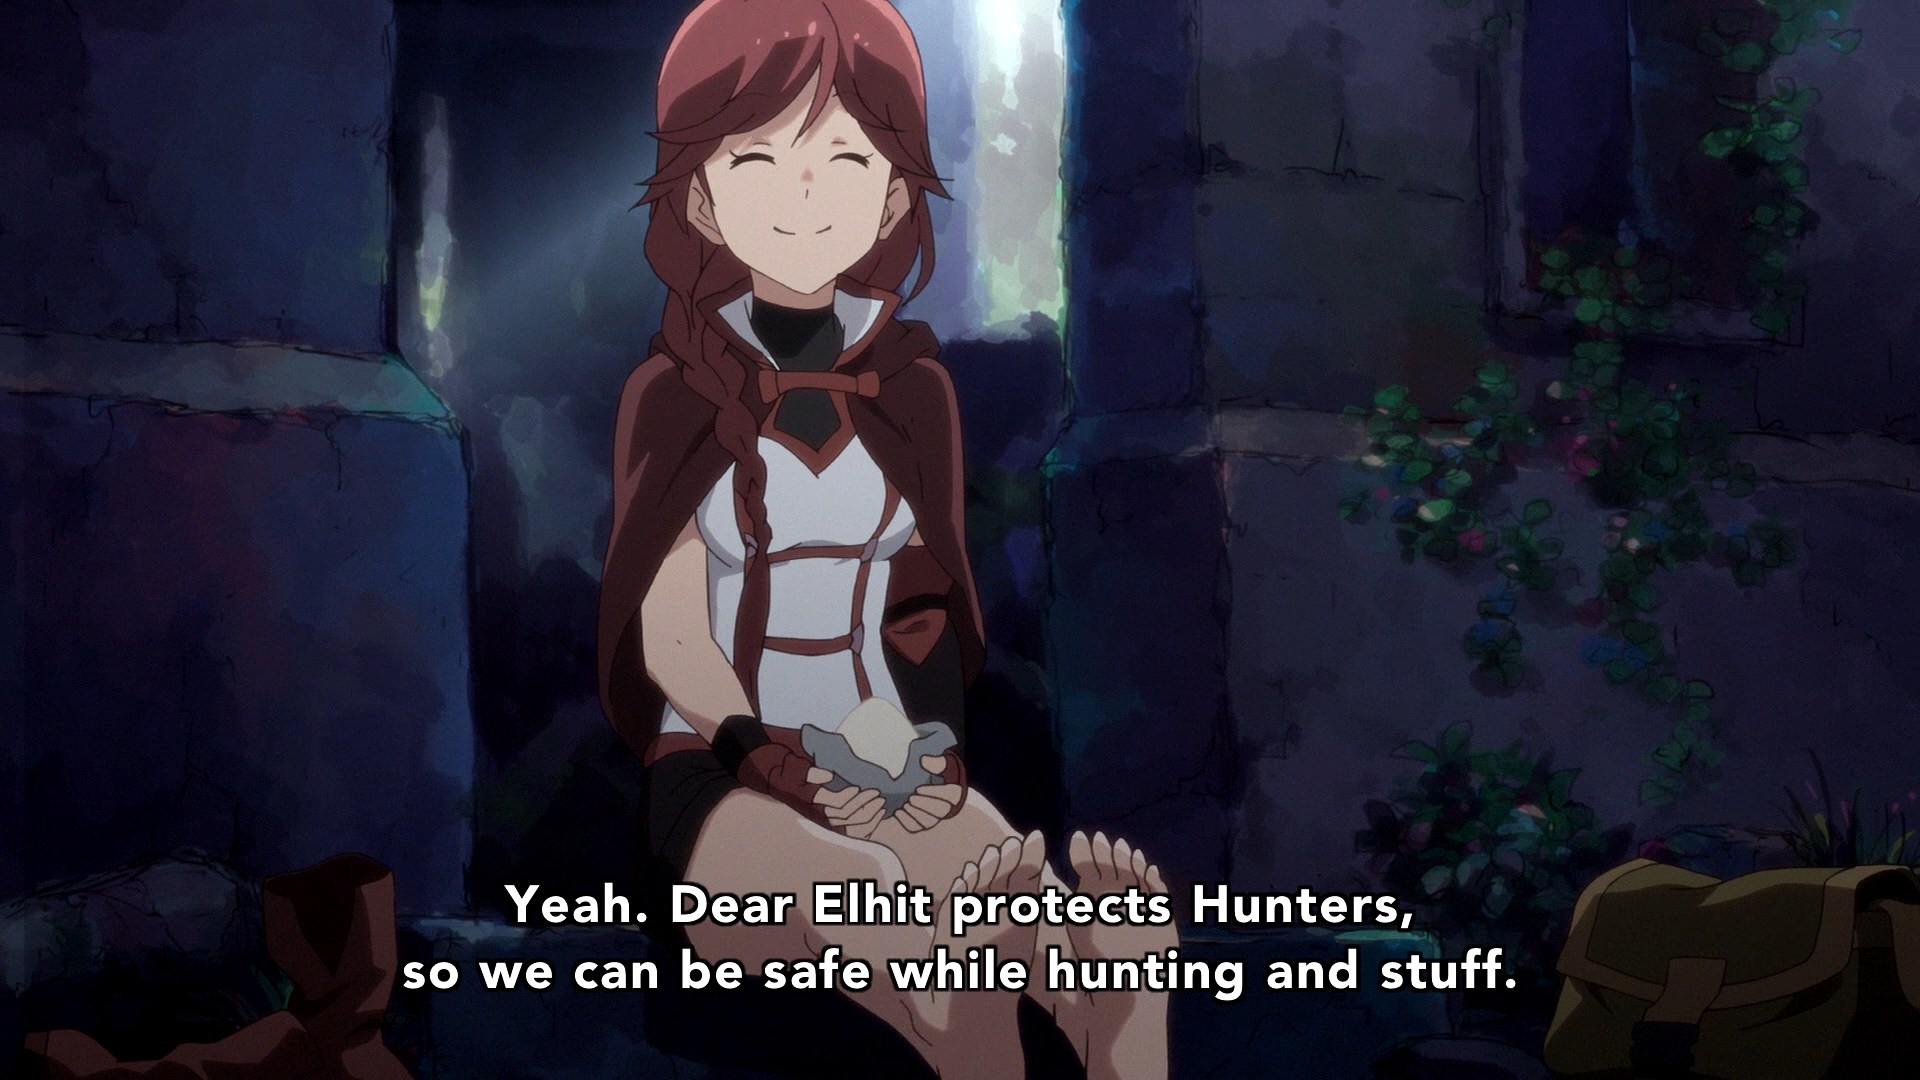 Yeah. Dear Elhit protects Hunters,
so we can be safe while hunting and stuff.